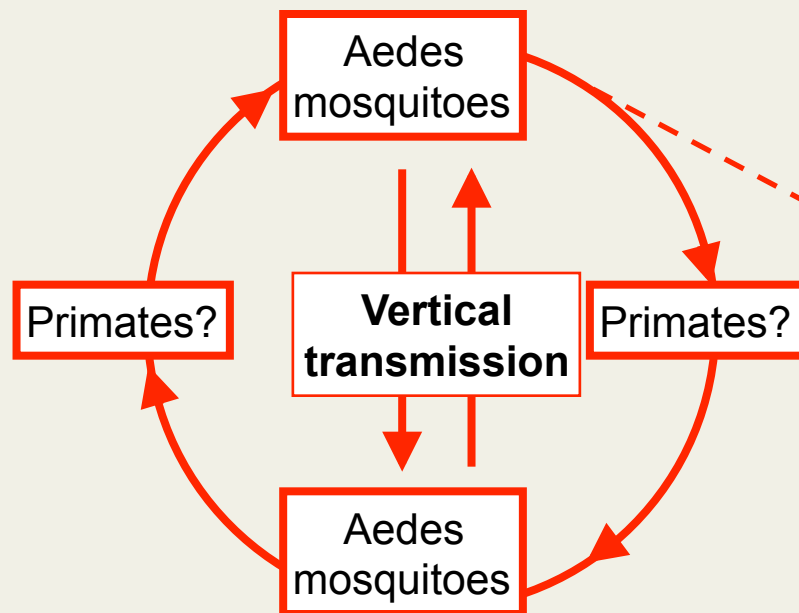 Aedes
mosquitoes
Primates?
Vertical
transmission
Primates?
Aedes
mosquitoes